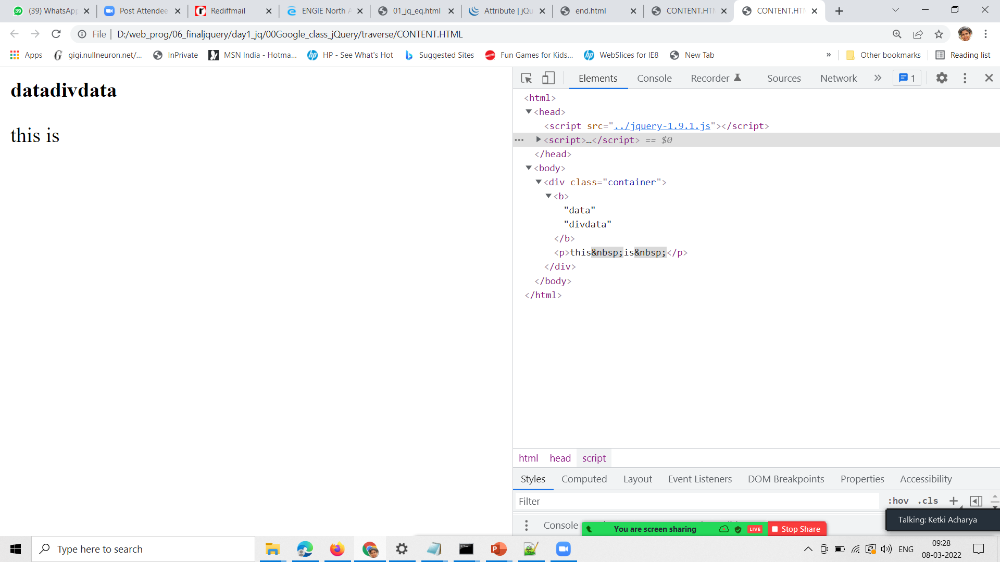 39 (39) WhatsApp
Post Attendee
Rediffmail
ENGIE North A
01_jq_eq.html
Attribute | jQu
end.html
CONTENT.HTM
CONTENT.HTM
File | D:/web_prog/06_finaljquery/day1_jq/00Google_class_jQuery/traverse/CONTENT.HTML
Apps
gigi.nullneuron.net/...
InPrivate
MSN India - Hotma...
HP - See What's Hot
Suggested Sites
Fun Games for Kids...
WebSlices for IE8
New Tab
»
Other bookmarks
Reading list
datadivdata
this is
Elements Console Recorder Sources Network » 1
<html>
<head>
<script src="../jquery-1.9.1.js"></script>
<script>…</script> == $0
</head>
<body>
<div class="container">
<b>
"data"
"divdata"
</b>
<p>this&nbsp;is&nbsp;</p>
</div>
</body>
</html>
html head script
Styles Computed Layout Event Listeners DOM Breakpoints Properties Accessibility
Filter
:hov .cls +
Talking: Ketki Acharya
Console
You are screen sharing
LIVE
Stop Share
Type here to search
ENG
09:28
08-03-2022